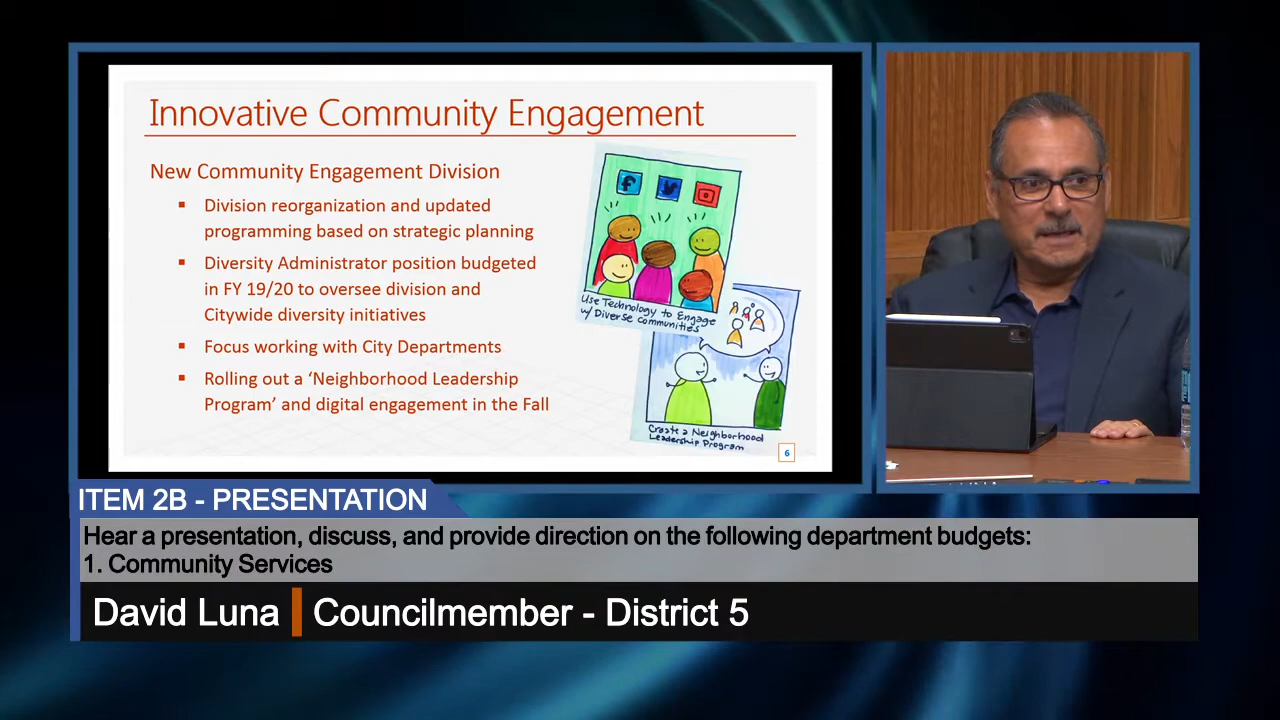 Innovative Community Engagement
New Community Engagement Division
▪ Division reorganization and updated
programming based on strategic planning
▪ Diversity Administrator position budgeted
in FY 19/20 to oversee division and
Citywide diversity initiatives
▪ Focus working with City Departments
▪ Rolling out a ‘Neighborhood Leadership
Program’ and digital engagement in the Fall
Use Technology to Engage
w/ Diverse Communities
Create a Neighborhood
Leadership Program
6
ITEM 2B - PRESENTATION
Hear a presentation, discuss, and provide direction on the following department budgets:
1. Community Services
David Luna | Councilmember - District 5